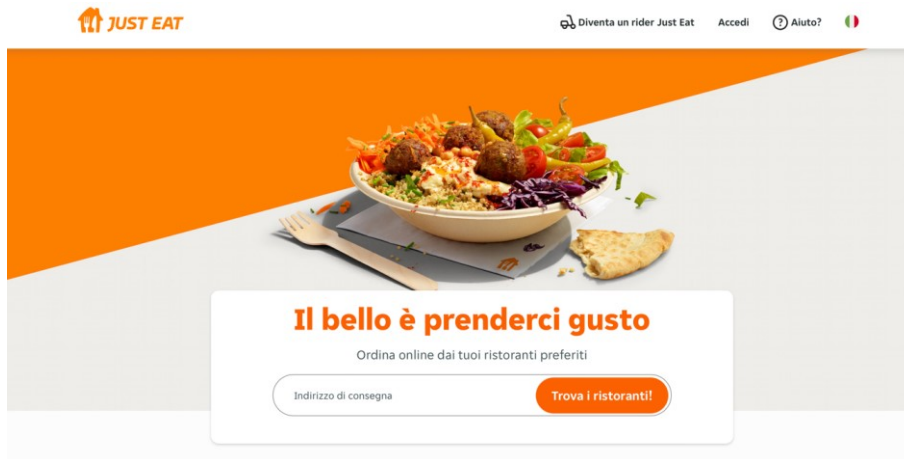 JUST EAT
Diventa un rider Just Eat
Accedi
Aiuto?
Il bello è prenderci gusto
Ordina online dai tuoi ristoranti preferiti
Indirizzo di consegna
Trova i ristoranti!